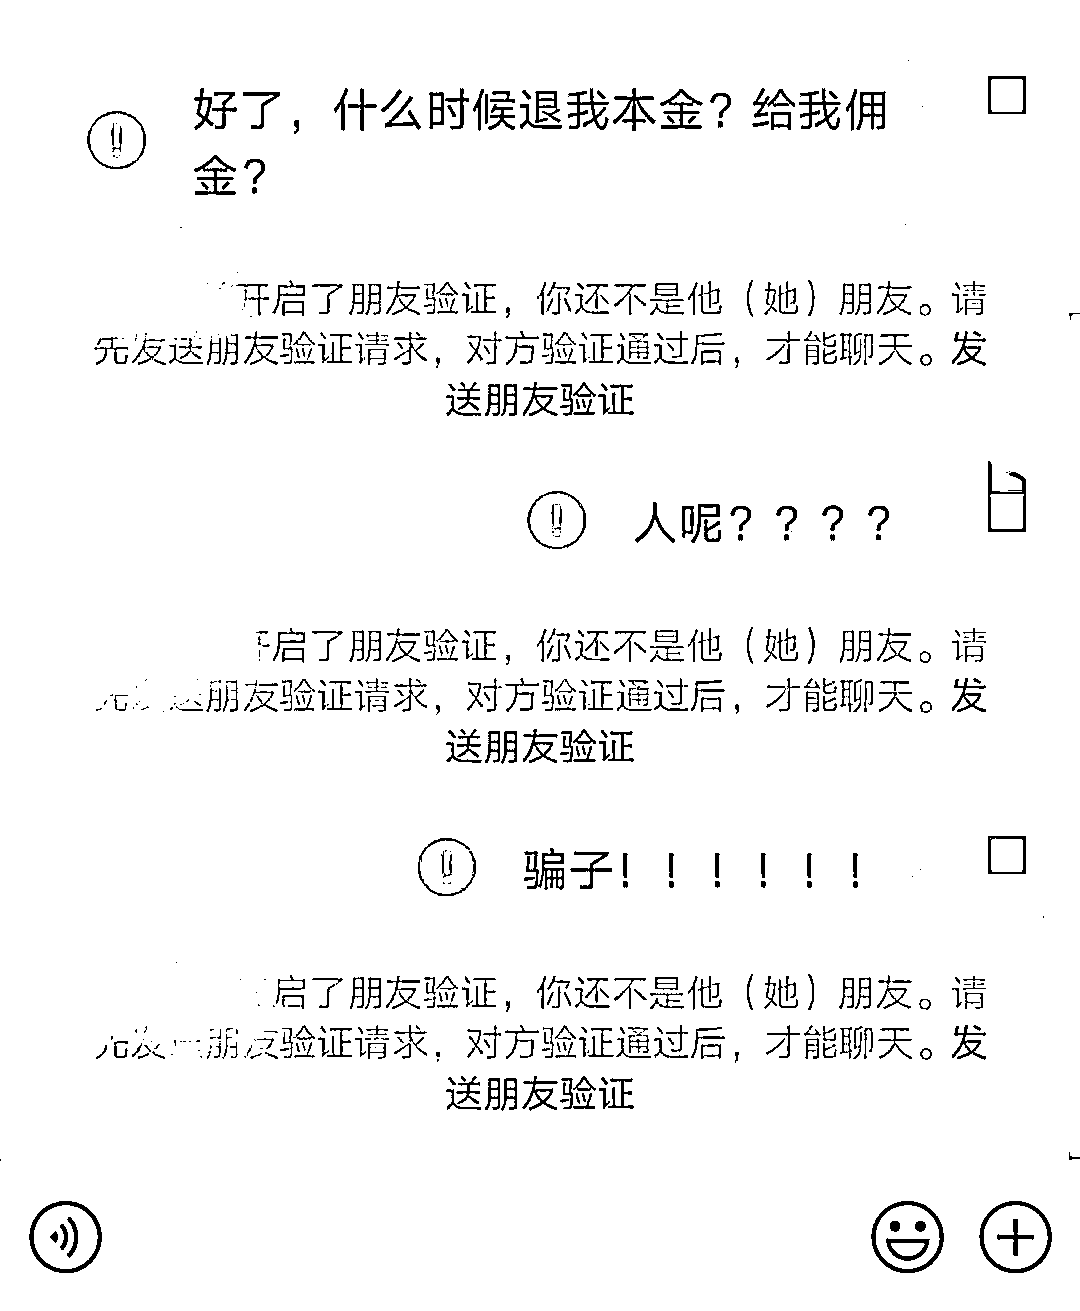 好了，什么时候退我本金？给我佣
金？
开启了朋友验证，你还不是他（她）朋友。请
先发送朋友验证请求，对方验证通过后，才能聊天。发
送朋友验证
人呢？？？？
启了朋友验证，你还不是他（她）朋友。请
朋友验证请求，对方验证通过后，才能聊天。发
送朋友验证
骗子！！！！！！
启了朋友验证，你还不是他（她）朋友。请
朋友验证请求，对方验证通过后，才能聊天。发
送朋友验证